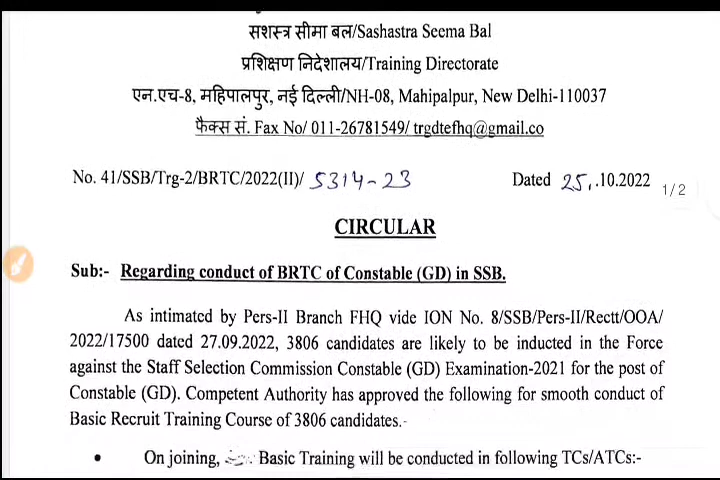 सशस्त्र सीमा बल/Sashastra Seema Bal
प्रशिक्षण निदेशालय/Training Directorate
एन.एच-8, महिपालपुर, नई दिल्ली/NH-08, Mahipalpur, New Delhi-110037
फैक्स सं. Fax No/ 011-26781549/ trgdtefhq@gmail.co
No. 41/SSB/Trg-2/BRTC/2022(II)/ 5314-23 Dated 25..10.2022
1/2
CIRCULAR
Sub:- Regarding conduct of BRTC of Constable (GD) in SSB.
As intimated by Pers-II Branch FHQ vide ION No. 8/SSB/Pers-II/Rectt/OOA/
2022/17500 dated 27.09.2022, 3806 candidates are likely to be inducted in the Force
against the Staff Selection Commission Constable (GD) Examination-2021 for the post of
Constable (GD). Competent Authority has approved the following for smooth conduct of
Basic Recruit Training Course of 3806 candidates.-
• On joining, Basic Training will be conducted in following TCs/ATCs:-